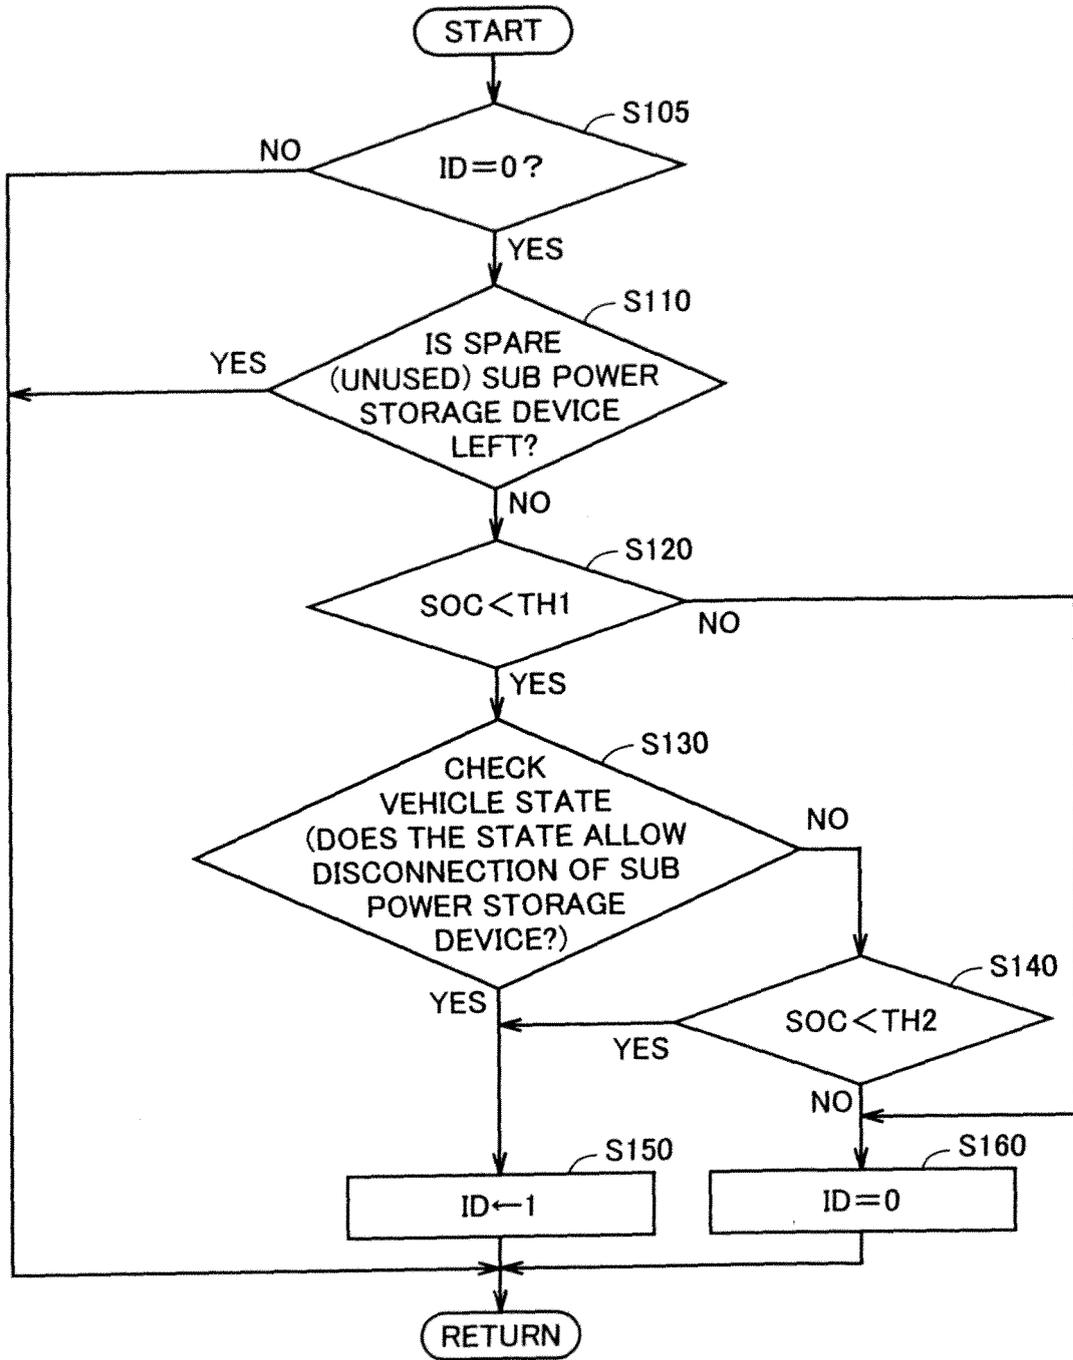 START
S105
NO
ID=0?
YES
S110
YES
IS SPARE
(UNUSED) SUB POWER
STORAGE DEVICE
LEFT?
NO
S120
SOC<TH1
NO
YES
S130
CHECK
VEHICLE STATE
(DOES THE STATE ALLOW
DISCONNECTION OF SUB
POWER STORAGE
DEVICE?)
NO
YES
S140
SOC<TH2
YES
NO
S150
ID←1
S160
ID=0
RETURN